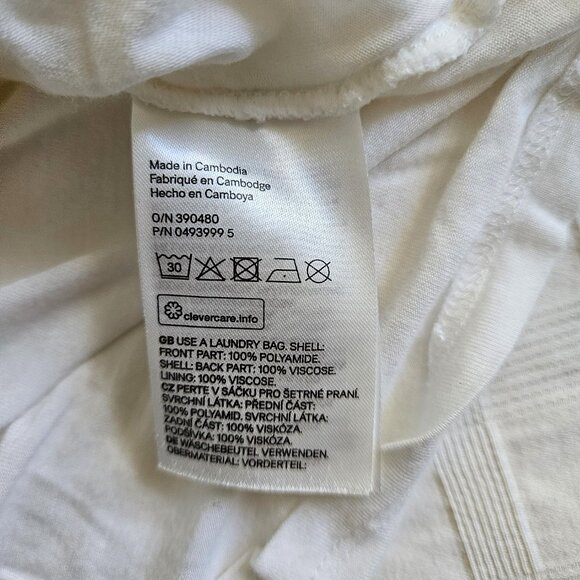 Made in Cambodia
Fabriqué en Cambodge
Hecho en Camboya
O/N 390480
P/N 0493999 5
30
clevercare.info
GB USE A LAUNDRY BAG. SHELL:
FRONT PART: 100% POLYAMIDE.
SHELL: BACK PART: 100% VISCOSE.
LINING: 100% VISCOSE.
CZ PERTE V SÁČKU PRO ŠETRNÉ PRANÍ.
SVRCHNÍ LÁTKA: PŘEDNÍ ČÁST:
100% POLYAMID. SVRCHNÍ LÁTKA:
ZADNÍ ČÁST: 100% VISKÓZA.
PODŠÍVKA: 100% VISKÓZA.
DE WÄSCHEBEUTEL VERWENDEN.
OBERMATERIAL: VORDERTEIL: